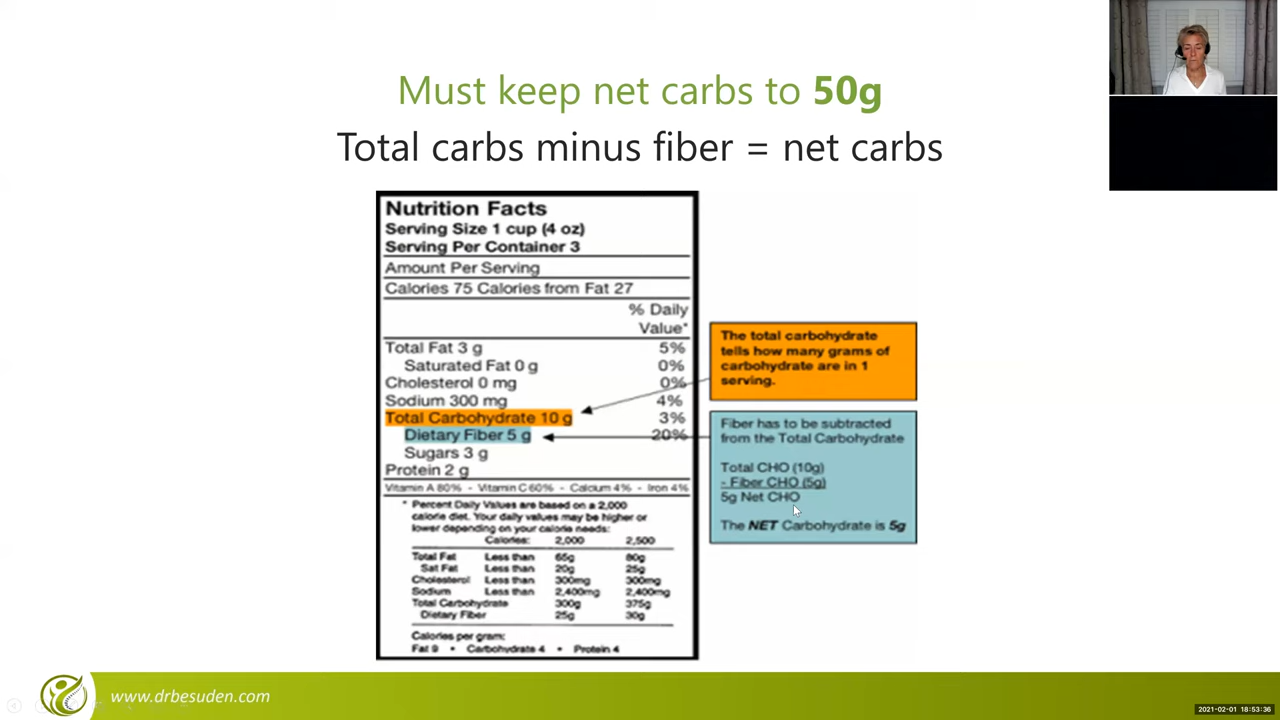 Must keep net carbs to 50g
Total carbs minus fiber = net carbs
Nutrition Facts
Serving Size 1 cup (4 oz)
Serving Per Container 3
Amount Per Serving
Calories 75 Calories from Fat 27
% Daily
Value*
Total Fat 3 g 5%
Saturated Fat 0 g 0%
Cholesterol 0 mg 0%
Sodium 300 mg 4%
Total Carbohydrate 10 g 3%
Dietary Fiber 5 g 20%
Sugars 3 g
Protein 2 g
Vitamin A 80% - Vitamin C 60% - Calcium 4% - Iron 4%
* Percent Daily Values are based on a 2,000
calorie diet. Your daily values may be higher or
lower depending on your calorie needs:
Calories: 2,000 2,500
Total Fat Less than 65g 80g
Sat Fat Less than 20g 25g
Cholesterol Less than 300mg 300mg
Sodium Less than 2,400mg 2,400mg
Total Carbohydrate 300g 375g
Dietary Fiber 25g 30g
Calories per gram:
Fat 9 • Carbohydrate 4 • Protein 4
The total carbohydrate
tells how many grams of
carbohydrate are in 1
serving.
Fiber has to be subtracted
from the Total Carbohydrate
Total CHO (10g)
- Fiber CHO (5g)
5g Net CHO
The NET Carbohydrate is 5g
www.drbesuden.com
2021-02-01 18:53:36